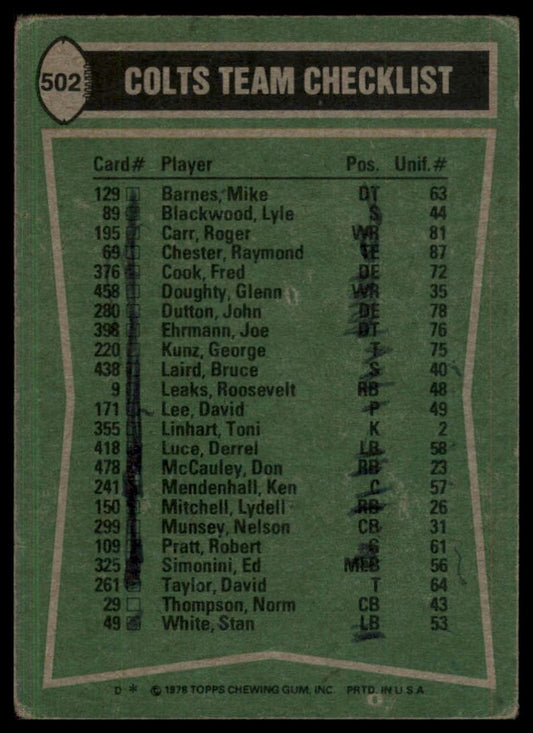 502
COLTS TEAM CHECKLIST
Card# Player Pos. Unif.#
129 Barnes, Mike DT 63
89 Blackwood, Lyle S 44
195 Carr, Roger WR 81
69 Chester, Raymond TE 87
376 Cook, Fred DE 72
458 Doughty, Glenn WR 35
280 Dutton, John DE 78
398 Ehrmann, Joe DT 76
220 Kunz, George T 75
438 Laird, Bruce S 40
9 Leaks, Roosevelt RB 48
171 Lee, David P 49
355 Linhart, Toni K 2
418 Luce, Derrel LB 58
478 McCauley, Don RB 23
241 Mendenhall, Ken C 57
150 Mitchell, Lydell RB 26
299 Munsey, Nelson CB 31
109 Pratt, Robert G 61
325 Simonini, Ed MLB 56
261 Taylor, David T 64
29 Thompson, Norm CB 43
49 White, Stan LB 53
D * © 1978 TOPPS CHEWING GUM, INC. PRTD. IN U.S.A.
6